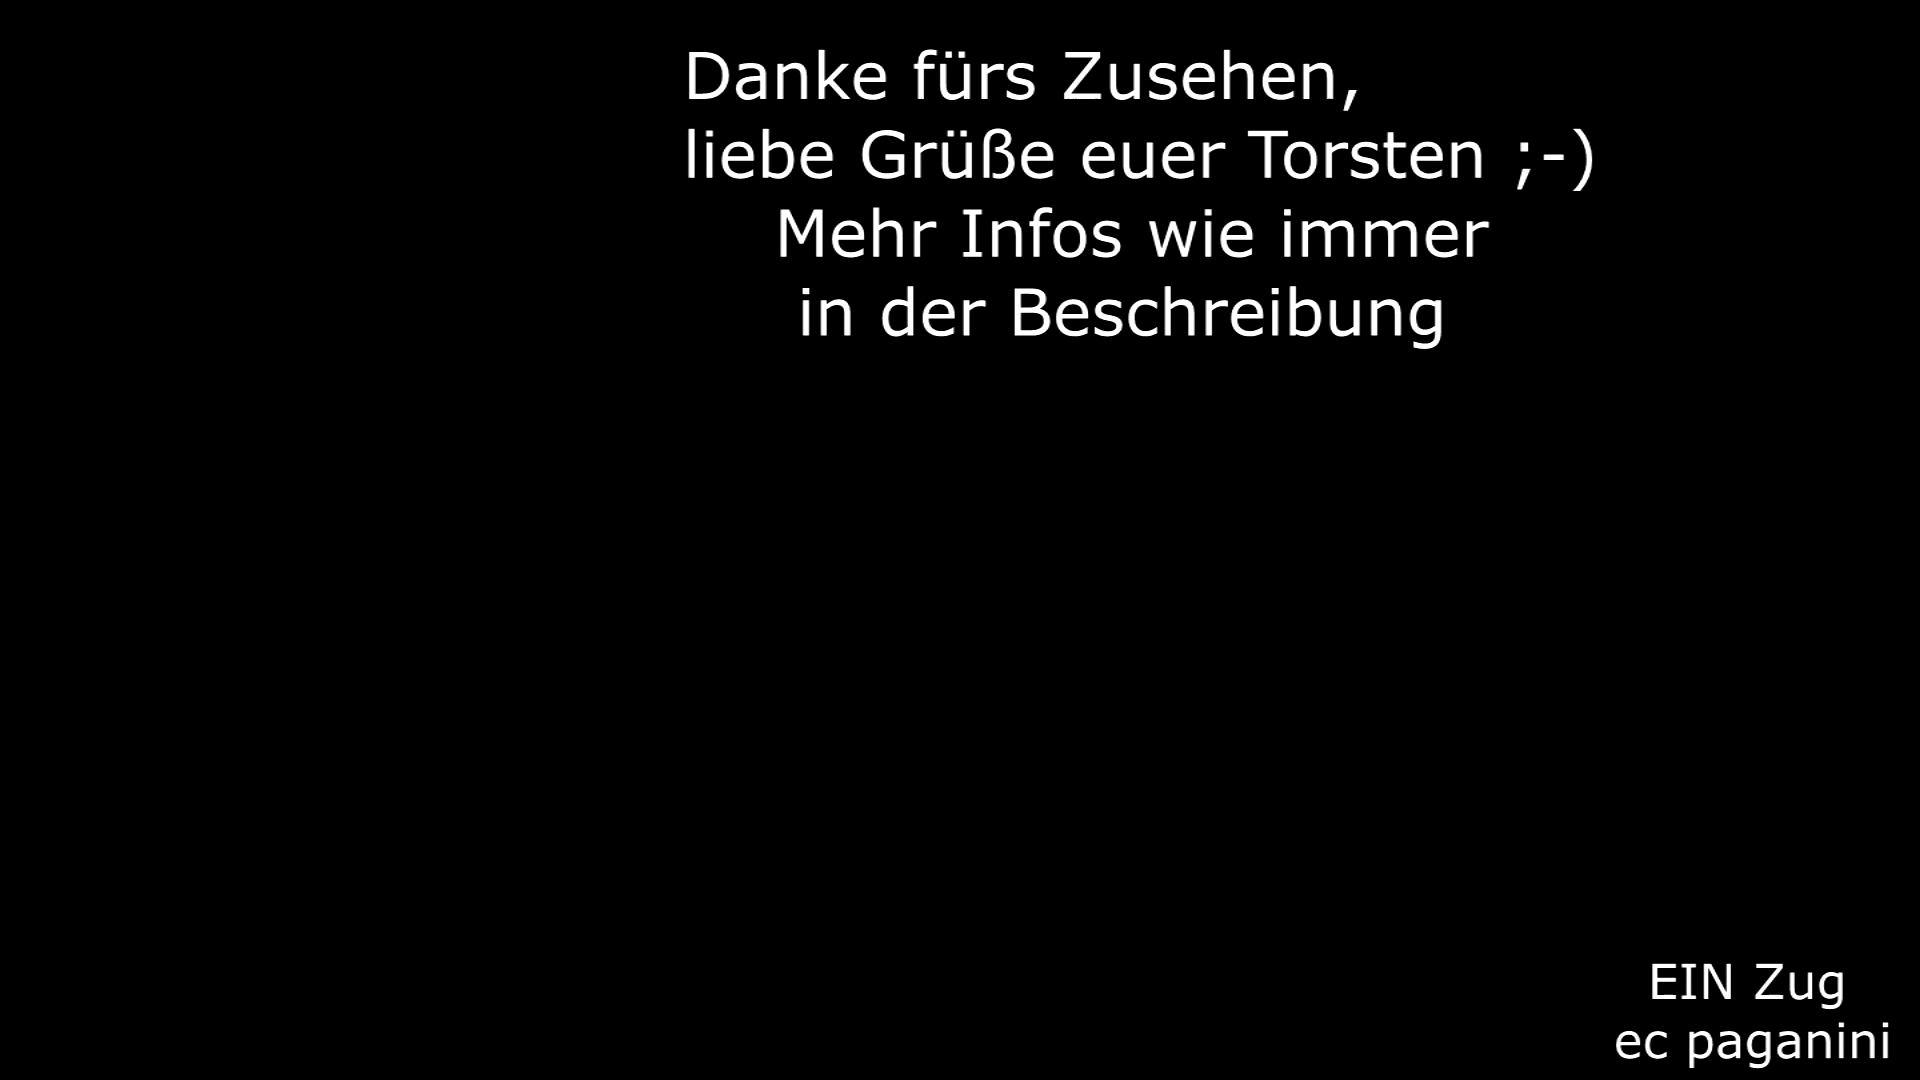 Danke fürs Zusehen,
liebe Grüße euer Torsten ;-)
Mehr Infos wie immer
in der Beschreibung
EIN Zug
ec paganini